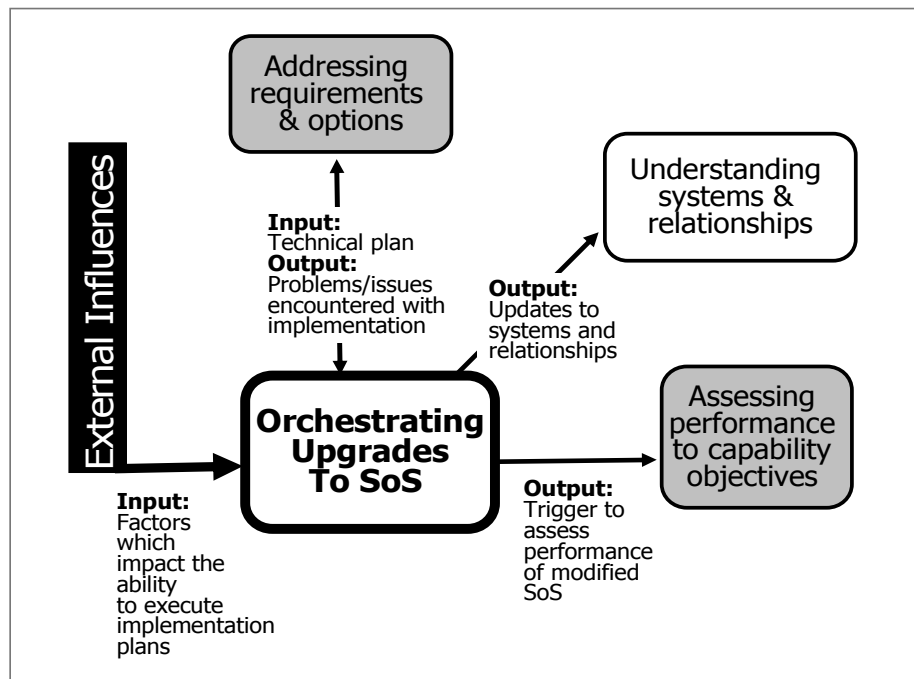 Addressing
requirements
& options
External Influences
Understanding
systems &
relationships
Input:
Technical plan
Output:
Problems/issues
encountered with
implementation
Output:
Updates to
systems and
relationships
Orchestrating
Upgrades
To SoS
Assessing
performance
to capability
objectives
Input:
Factors
which
impact the
ability
to execute
implementation
plans
Output:
Trigger to
assess
performance
of modified
SoS